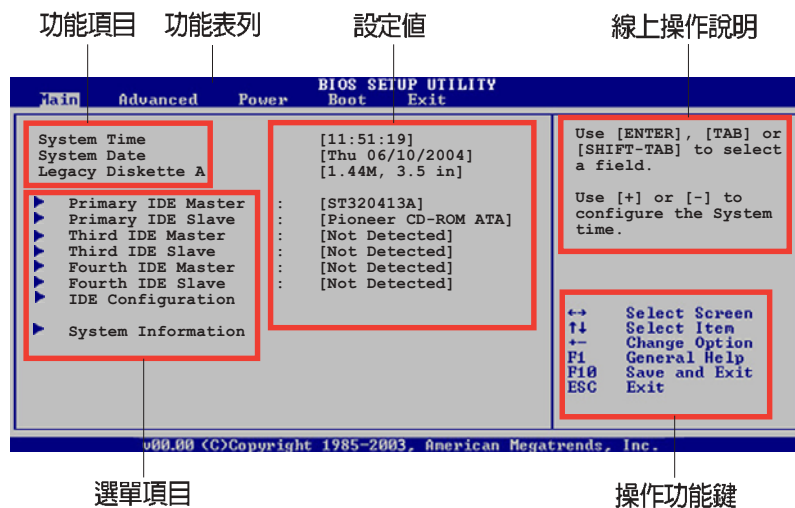 功能項目 功能表列 設定值 線上操作說明
BIOS SETUP UTILITY
Main Advanced Power Boot Exit
System Time [11:51:19]
System Date [Thu 06/10/2004]
Legacy Diskette A [1.44M, 3.5 in]
Primary IDE Master : [ST320413A]
Primary IDE Slave : [Pioneer CD-ROM ATA]
Third IDE Master : [Not Detected]
Third IDE Slave : [Not Detected]
Fourth IDE Master : [Not Detected]
Fourth IDE Slave : [Not Detected]
IDE Configuration
System Information
Use [ENTER], [TAB] or
[SHIFT-TAB] to select
a field.
Use [+] or [-] to
configure the System
time.
↔ Select Screen
↑↓ Select Item
+- Change Option
F1 General Help
F10 Save and Exit
ESC Exit
v00.00 (C)Copyright 1985-2003, American Megatrends, Inc.
選單項目 操作功能鍵